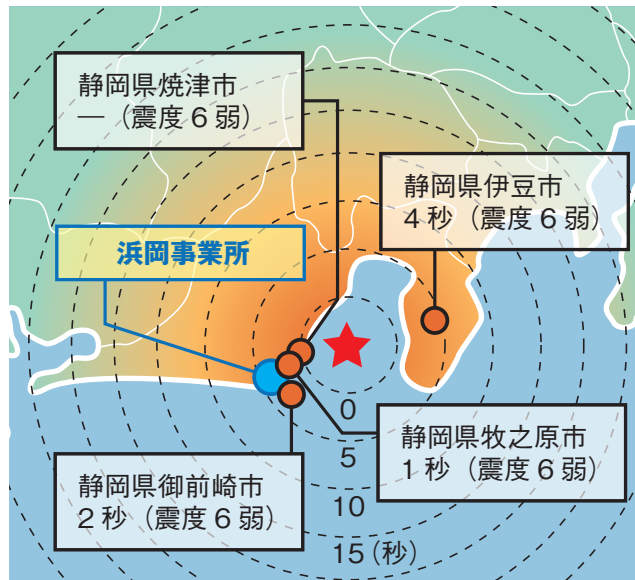 静岡県焼津市
―（震度6弱）
静岡県伊豆市
4秒（震度6弱）
浜岡事業所
静岡県牧之原市
1秒（震度6弱）
静岡県御前崎市
2秒（震度6弱）
0
5
10
15(秒)